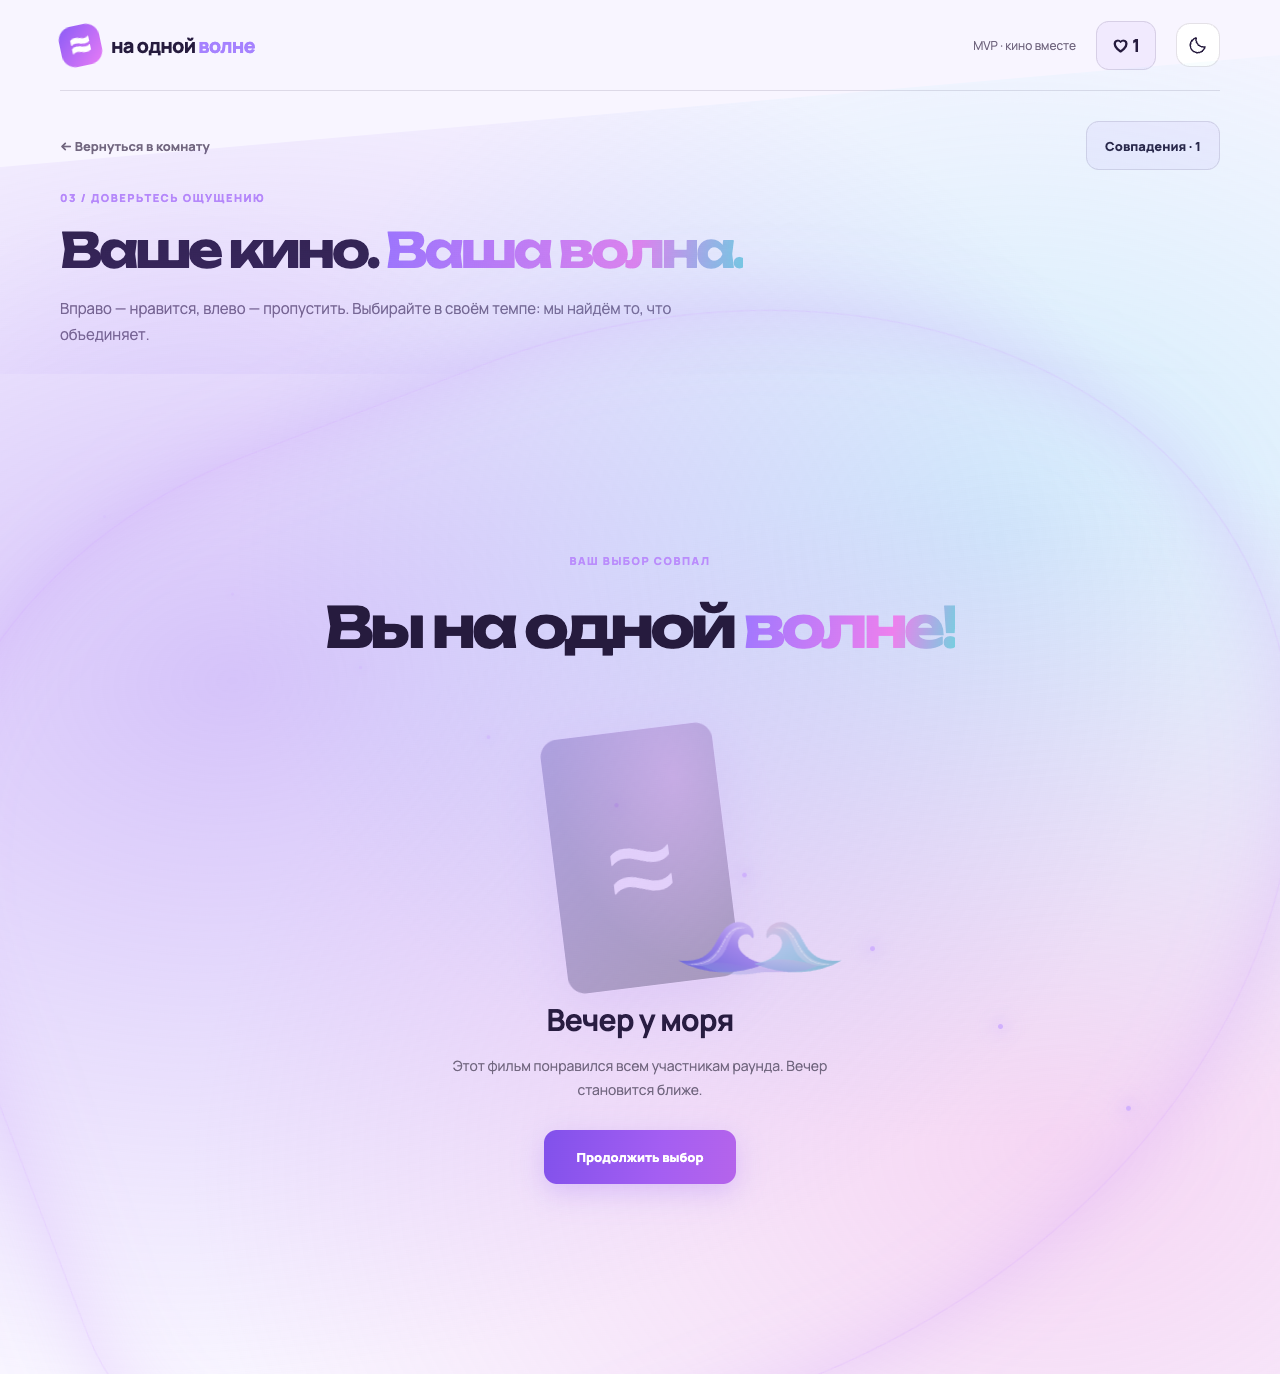 на одной волне
MVP · кино вместе
1
← Вернуться в комнату
Совпадения · 1
03 / ДОВЕРЬТЕСЬ ОЩУЩЕНИЮ
Ваше кино. Ваша волна.
Вправо — нравится, влево — пропустить. Выбирайте в своём темпе: мы найдём то, что
объединяет.
ВАШ ВЫБОР СОВПАЛ
Вы на одной волне!
≈
Вечер у моря
Этот фильм понравился всем участникам раунда. Вечер
становится ближе.
Продолжить выбор